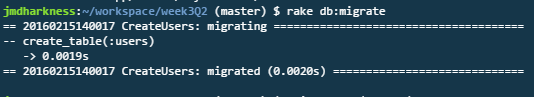 jmdharkness:~/workspace/week3Q2 (master) $ rake db:migrate
== 20160215140017 CreateUsers: migrating ======================================
-- create_table(:users)
   -> 0.0019s
== 20160215140017 CreateUsers: migrated (0.0020s) =============================